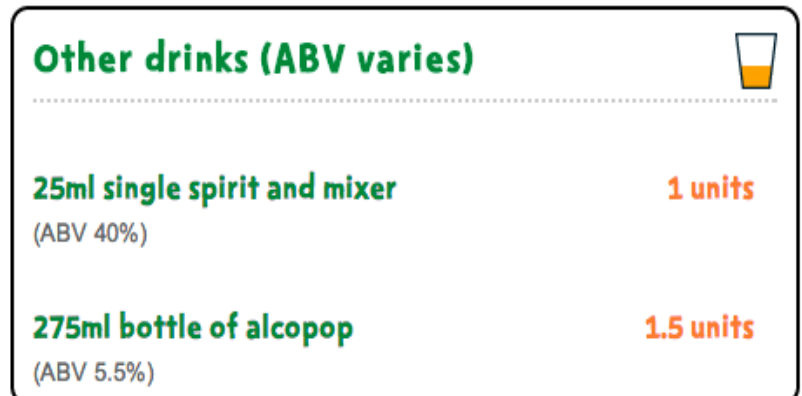 Other drinks (ABV varies)
25ml single spirit and mixer
1 units
(ABV 40%)
275ml bottle of alcopop
1.5 units
(ABV 5.5%)